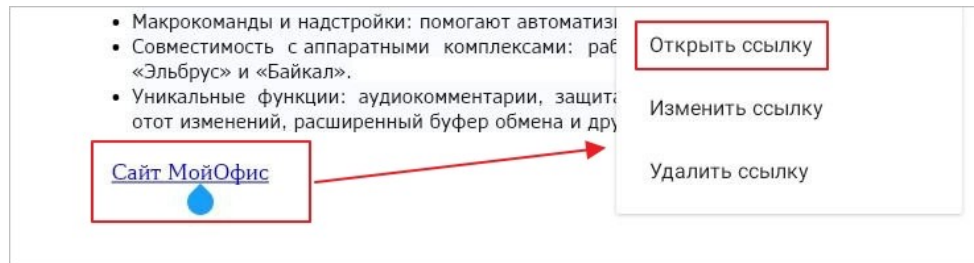 • Макрокоманды и надстройки: помогают автоматизи
• Совместимость с аппаратными комплексами: раб
«Эльбрус» и «Байкал».
• Уникальные функции: аудиокомментарии, защита
отот изменений, расширенный буфер обмена и дру
Сайт МойОфис
Открыть ссылку
Изменить ссылку
Удалить ссылку